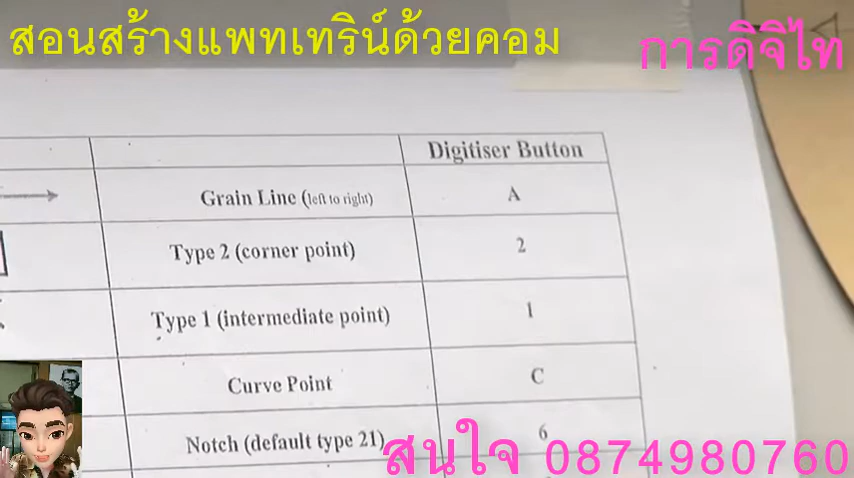 สอนสร้างแพทเทริน์ด้วยคอม
การดิจิไท
Digitiser Button
Grain Line (left to right) A
Type 2 (corner point) 2
Type 1 (intermediate point) 1
Curve Point C
Notch (default type 21) 6
สนใจ 0874980760